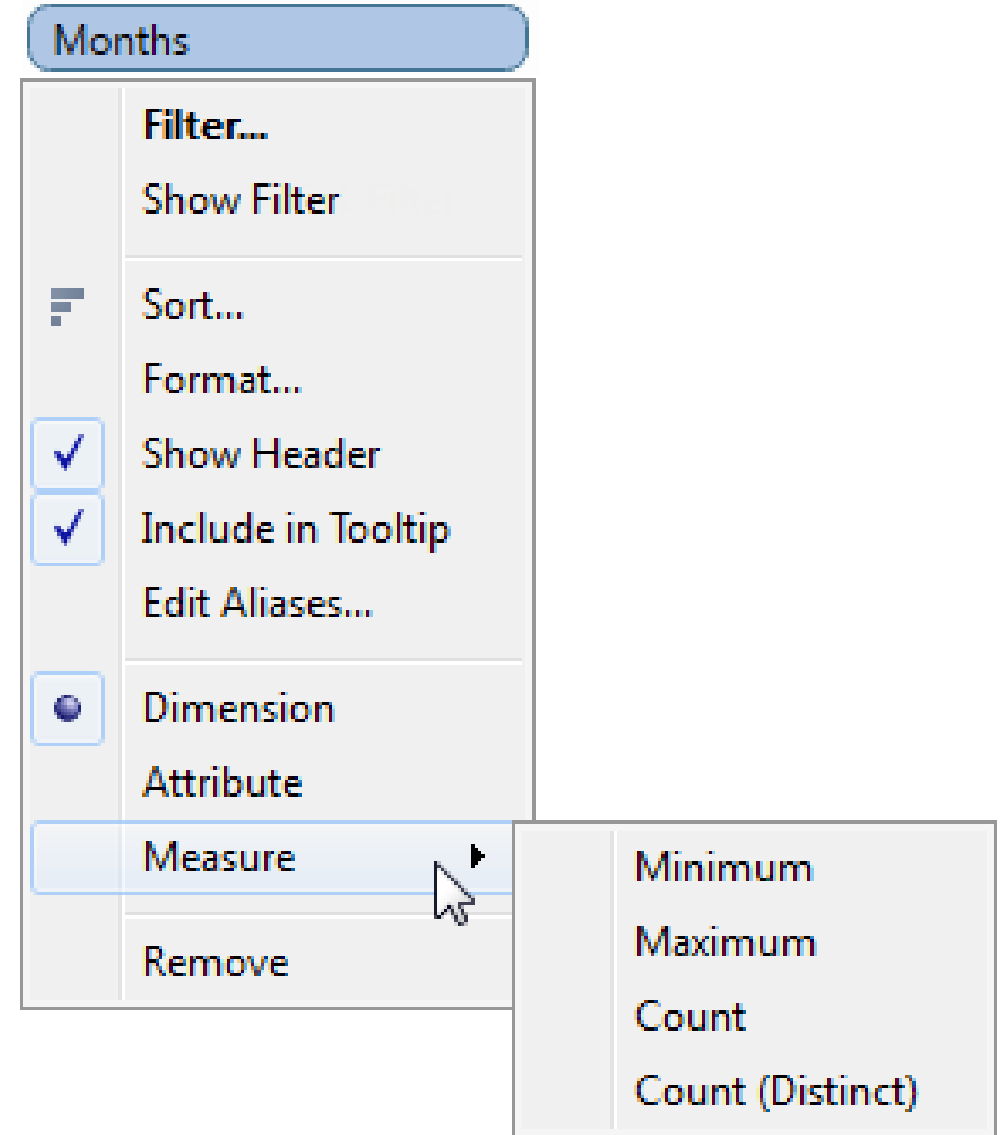 Months
Filter...
Show Filter
Sort...
Format...
Show Header
Include in Tooltip
Edit Aliases...
Dimension
Attribute
Measure
Remove
Minimum
Maximum
Count
Count (Distinct)